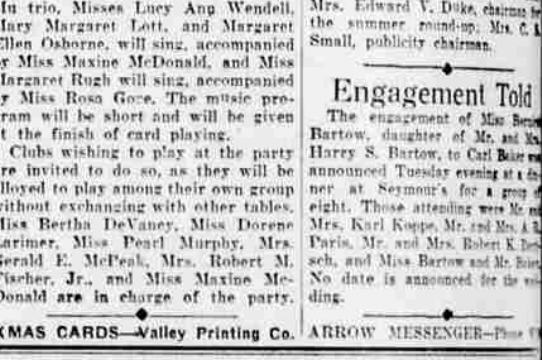 Mu trio, Misses Lucy Ann Wendell,
Mary Margaret Lott, and Margaret
Ellen Osborne, will sing, accompanied
by Miss Maxine McDonald, and Miss
Margaret Rugh will sing, accompanied
by Miss Rosa Gore. The music pro-
gram will be short and will be given
at the finish of card playing.
Clubs wishing to play at the party
are invited to do so, as they will be
alloyed to play among their own group
without exchanging with other tables.
Miss Bertha DeVaney, Miss Dorene
Larimer, Miss Pearl Murphy, Mrs.
Gerald E. McPeak, Mrs. Robert M.
Fischer, Jr., and Miss Maxine Mc-
Donald are in charge of the party.
XMAS CARDS—Valley Printing Co.
Mrs. Edward V. Duke, chairman
the summer round-up; Mrs. C.
Small, publicity chairman.
Engagement Told
The engagement of Miss
Bartow, daughter of Mr. and Mrs.
Harry S. Bartow, to Carl Baker was
announced Tuesday evening at a din-
ner at Seymour's for a group of
eight. Those attending were Mr. and
Mrs. Karl Koppe, Mr. and Mrs. A. R.
Paris, Mr. and Mrs. Robert K.
sch, and Miss Bartow and Mr.
No date is announced for the wed-
ding.
ARROW MESSENGER—Phone